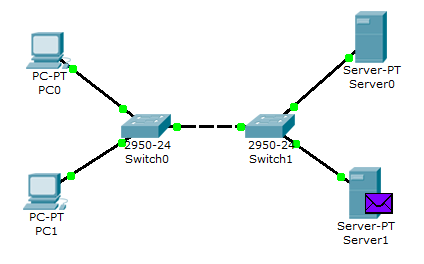 PC-PT
PC0
Server-PT
Server0
2950-24
Switch0
2950-24
Switch1
PC-PT
PC1
Server-PT
Server1